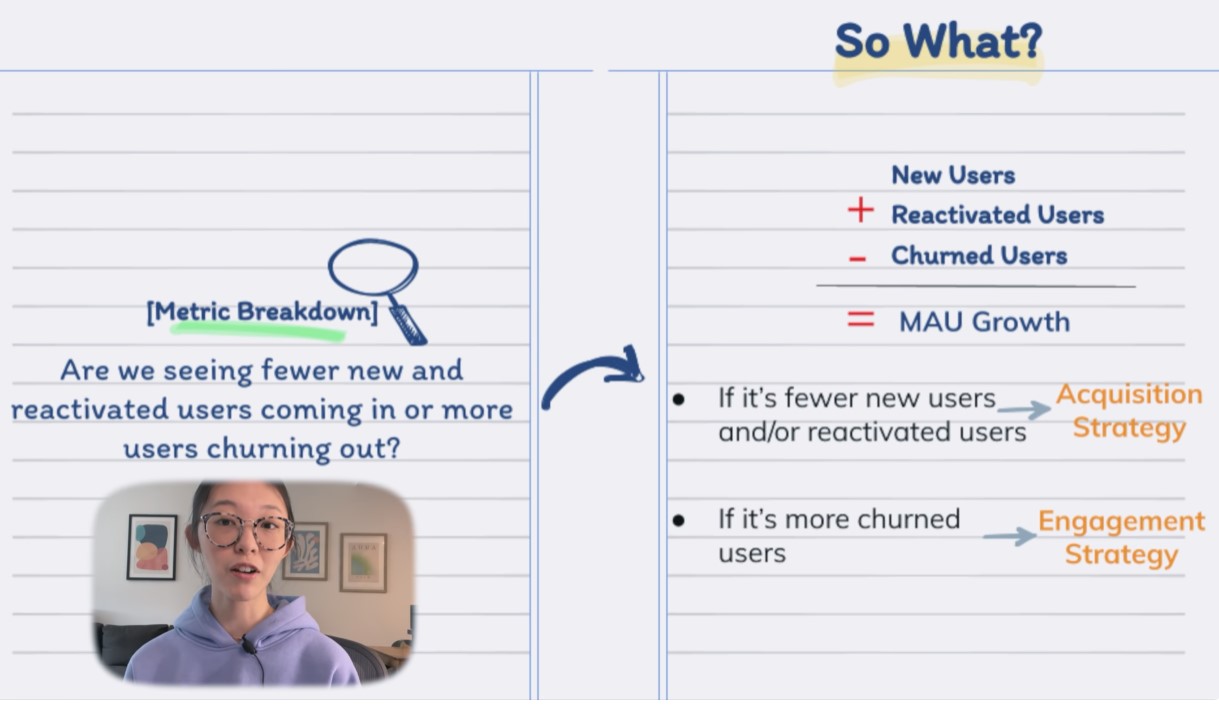 So What?
[Metric Breakdown]
Are we seeing fewer new and
reactivated users coming in or more
users churning out?
New Users
+ Reactivated Users
- Churned Users
= MAU Growth
• If it's fewer new users
and/or reactivated users
Acquisition
Strategy
• If it's more churned
users
Engagement
Strategy